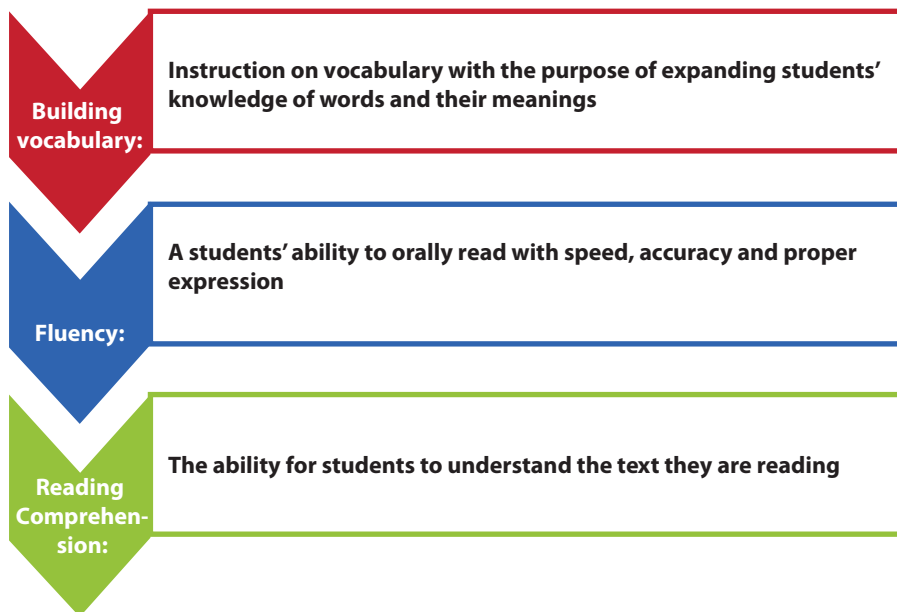 Building
vocabulary:
Instruction on vocabulary with the purpose of expanding students’
knowledge of words and their meanings
Fluency:
A students’ ability to orally read with speed, accuracy and proper
expression
Reading
Comprehen-
sion:
The ability for students to understand the text they are reading